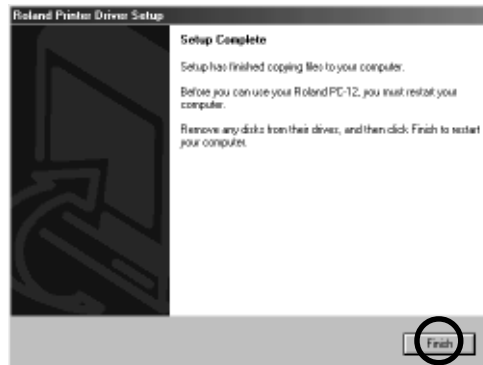 Roland Printer Driver Setup
Setup Complete
Setup has finished copying files to your computer.
Before you can use your Roland PC-12, you must restart your
computer.
Remove any disks from their drives, and then click Finish to restart
your computer.
Finish